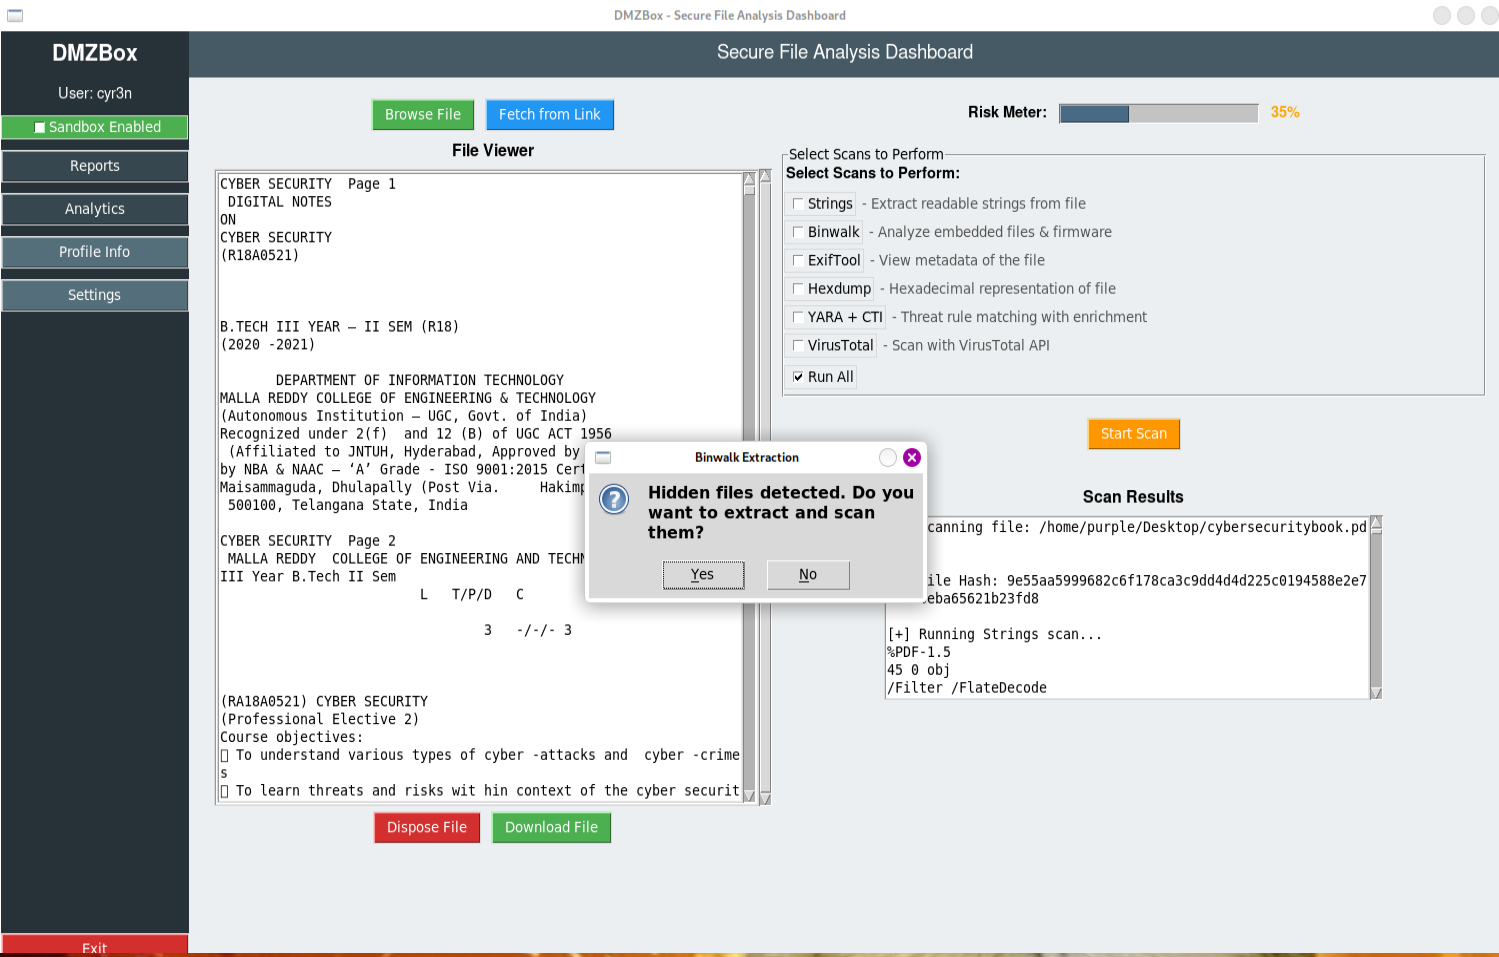 DMZBox - Secure File Analysis Dashboard
DMZBox
User: cyr3n
Sandbox Enabled
Reports
Analytics
Profile Info
Settings
Exit
Secure File Analysis Dashboard
Browse File
Fetch from Link
File Viewer
CYBER SECURITY  Page 1
DIGITAL NOTES
ON
CYBER SECURITY
(R18A0521)
B.TECH III YEAR – II SEM (R18)
(2020 -2021)
DEPARTMENT OF INFORMATION TECHNOLOGY
MALLA REDDY COLLEGE OF ENGINEERING & TECHNOLOGY
(Autonomous Institution – UGC, Govt. of India)
Recognized under 2(f)  and 12 (B) of UGC ACT 1956
(Affiliated to JNTUH, Hyderabad, Approved by
by NBA & NAAC – ‘A’ Grade - ISO 9001:2015 Cert
Maisammaguda, Dhulapally (Post Via.     Hakimp
500100, Telangana State, India
CYBER SECURITY  Page 2
MALLA REDDY  COLLEGE OF ENGINEERING AND TECHN
III Year B.Tech II Sem
L   T/P/D   C
3   -/-/- 3
(RA18A0521) CYBER SECURITY
(Professional Elective 2)
Course objectives:
▯ To understand various types of cyber -attacks and  cyber -crime
s
▯ To learn threats and risks wit hin context of the cyber securit
Dispose File
Download File
Risk Meter:
35%
Select Scans to Perform
Select Scans to Perform:
Strings - Extract readable strings from file
Binwalk - Analyze embedded files & firmware
ExifTool - View metadata of the file
Hexdump - Hexadecimal representation of file
YARA + CTI - Threat rule matching with enrichment
VirusTotal - Scan with VirusTotal API
Run All
Start Scan
Binwalk Extraction
Hidden files detected. Do you
want to extract and scan
them?
Yes
No
Scan Results
canning file: /home/purple/Desktop/cybersecuritybook.pd
ile Hash: 9e55aa5999682c6f178ca3c9dd4d4d225c0194588e2e7
eba65621b23fd8
[+] Running Strings scan...
%PDF-1.5
45 0 obj
/Filter /FlateDecode